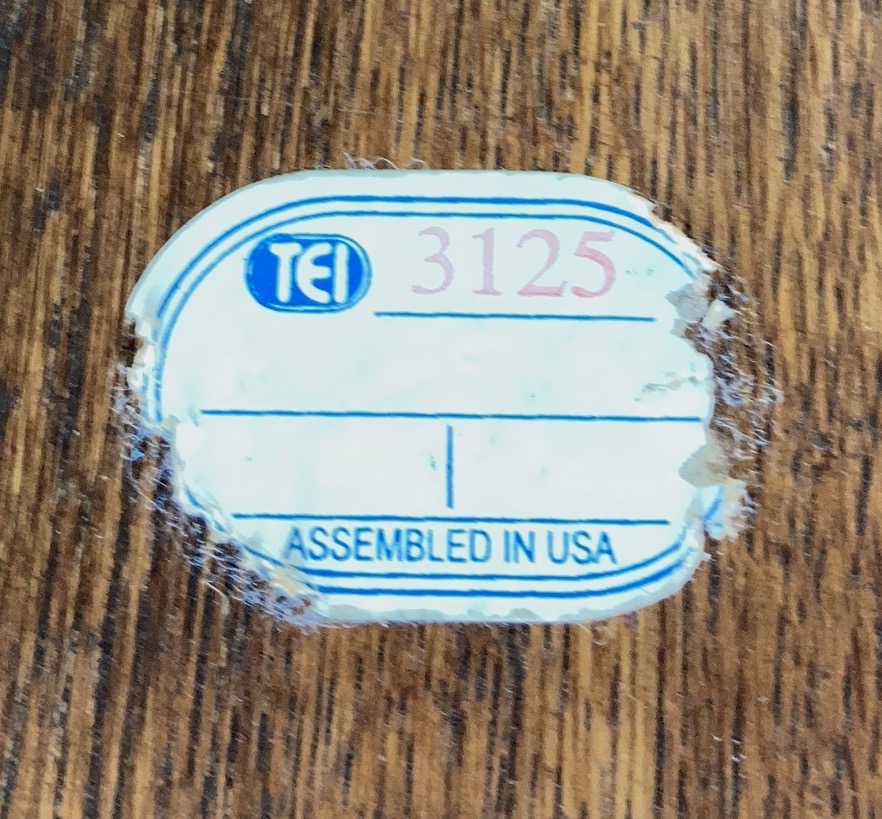 TEI 3125
ASSEMBLED IN USA